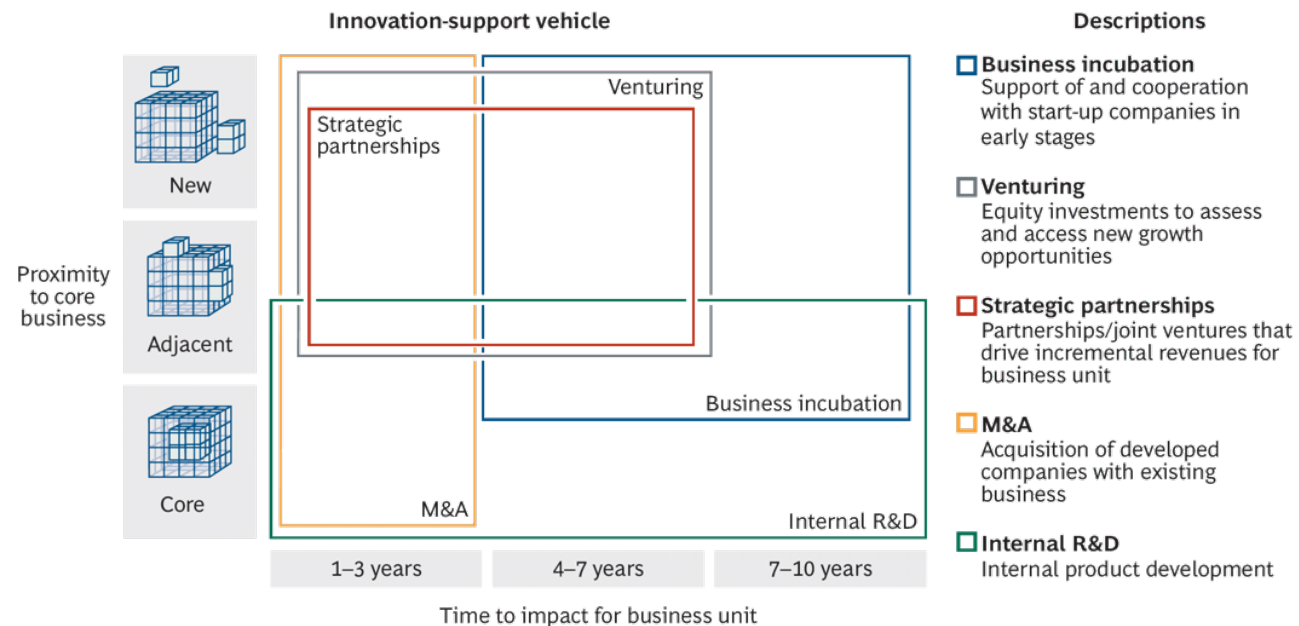 Innovation-support vehicle
Descriptions
New
Adjacent
Core
Proximity
to core
business
Venturing
Strategic
partnerships
Business incubation
M&A
Internal R&D
1–3 years
4–7 years
7–10 years
Time to impact for business unit
Business incubation
Support of and cooperation
with start-up companies in
early stages
Venturing
Equity investments to assess
and access new growth
opportunities
Strategic partnerships
Partnerships/joint ventures that
drive incremental revenues for
business unit
M&A
Acquisition of developed
companies with existing
business
Internal R&D
Internal product development